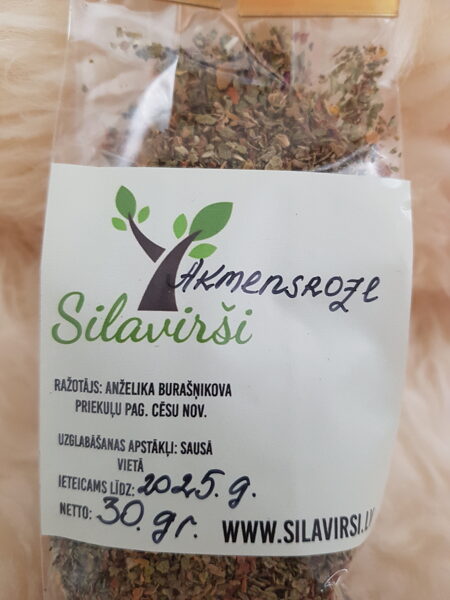 Akmensroze
Silavirši
RAŽOTĀJS: ANŽELIKA BURAŠŅIKOVA
PRIEKUĻU PAG. CĒSU NOV.
UZGLABĀŠANAS APSTĀKĻI: SAUSĀ
VIETĀ
IETEICAMS LĪDZ: 2025. g.
NETTO: 30. gr.
WWW.SILAVIRSI.LV